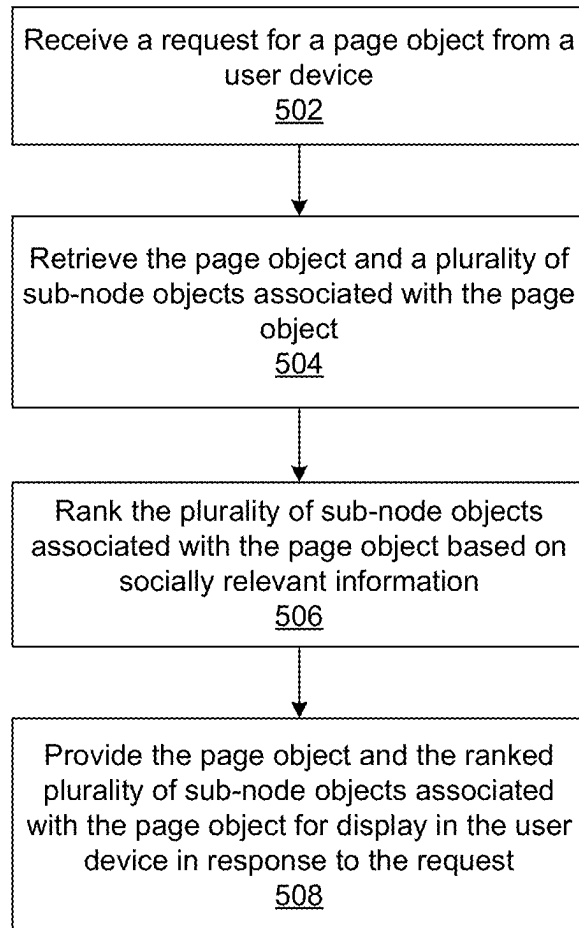 Receive a request for a page object from a
user device
502
Retrieve the page object and a plurality of
sub-node objects associated with the page
object
504
Rank the plurality of sub-node objects
associated with the page object based on
socially relevant information
506
Provide the page object and the ranked
plurality of sub-node objects associated
with the page object for display in the user
device in response to the request
508